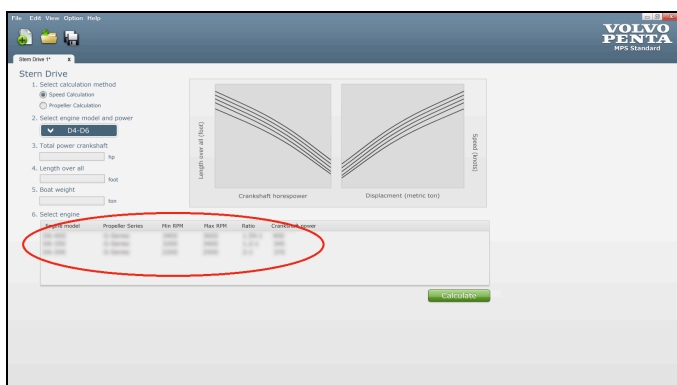 File Edit View Option Help
VOLVO
PENTA
MPS Standard
Stern Drive 1* x
Stern Drive
1. Select calculation method
Speed Calculation
Propeller Calculation
2. Select engine model and power
D4-D6
3. Total power crankshaft
hp
4. Length over all
foot
5. Boat weight
ton
Length over all (foot)
Crankshaft horespower
Displacment (metric ton)
Speed (knots)
6. Select engine
Engine model Propeller Series Min RPM Max RPM Ratio Crankshaft power
Calculate